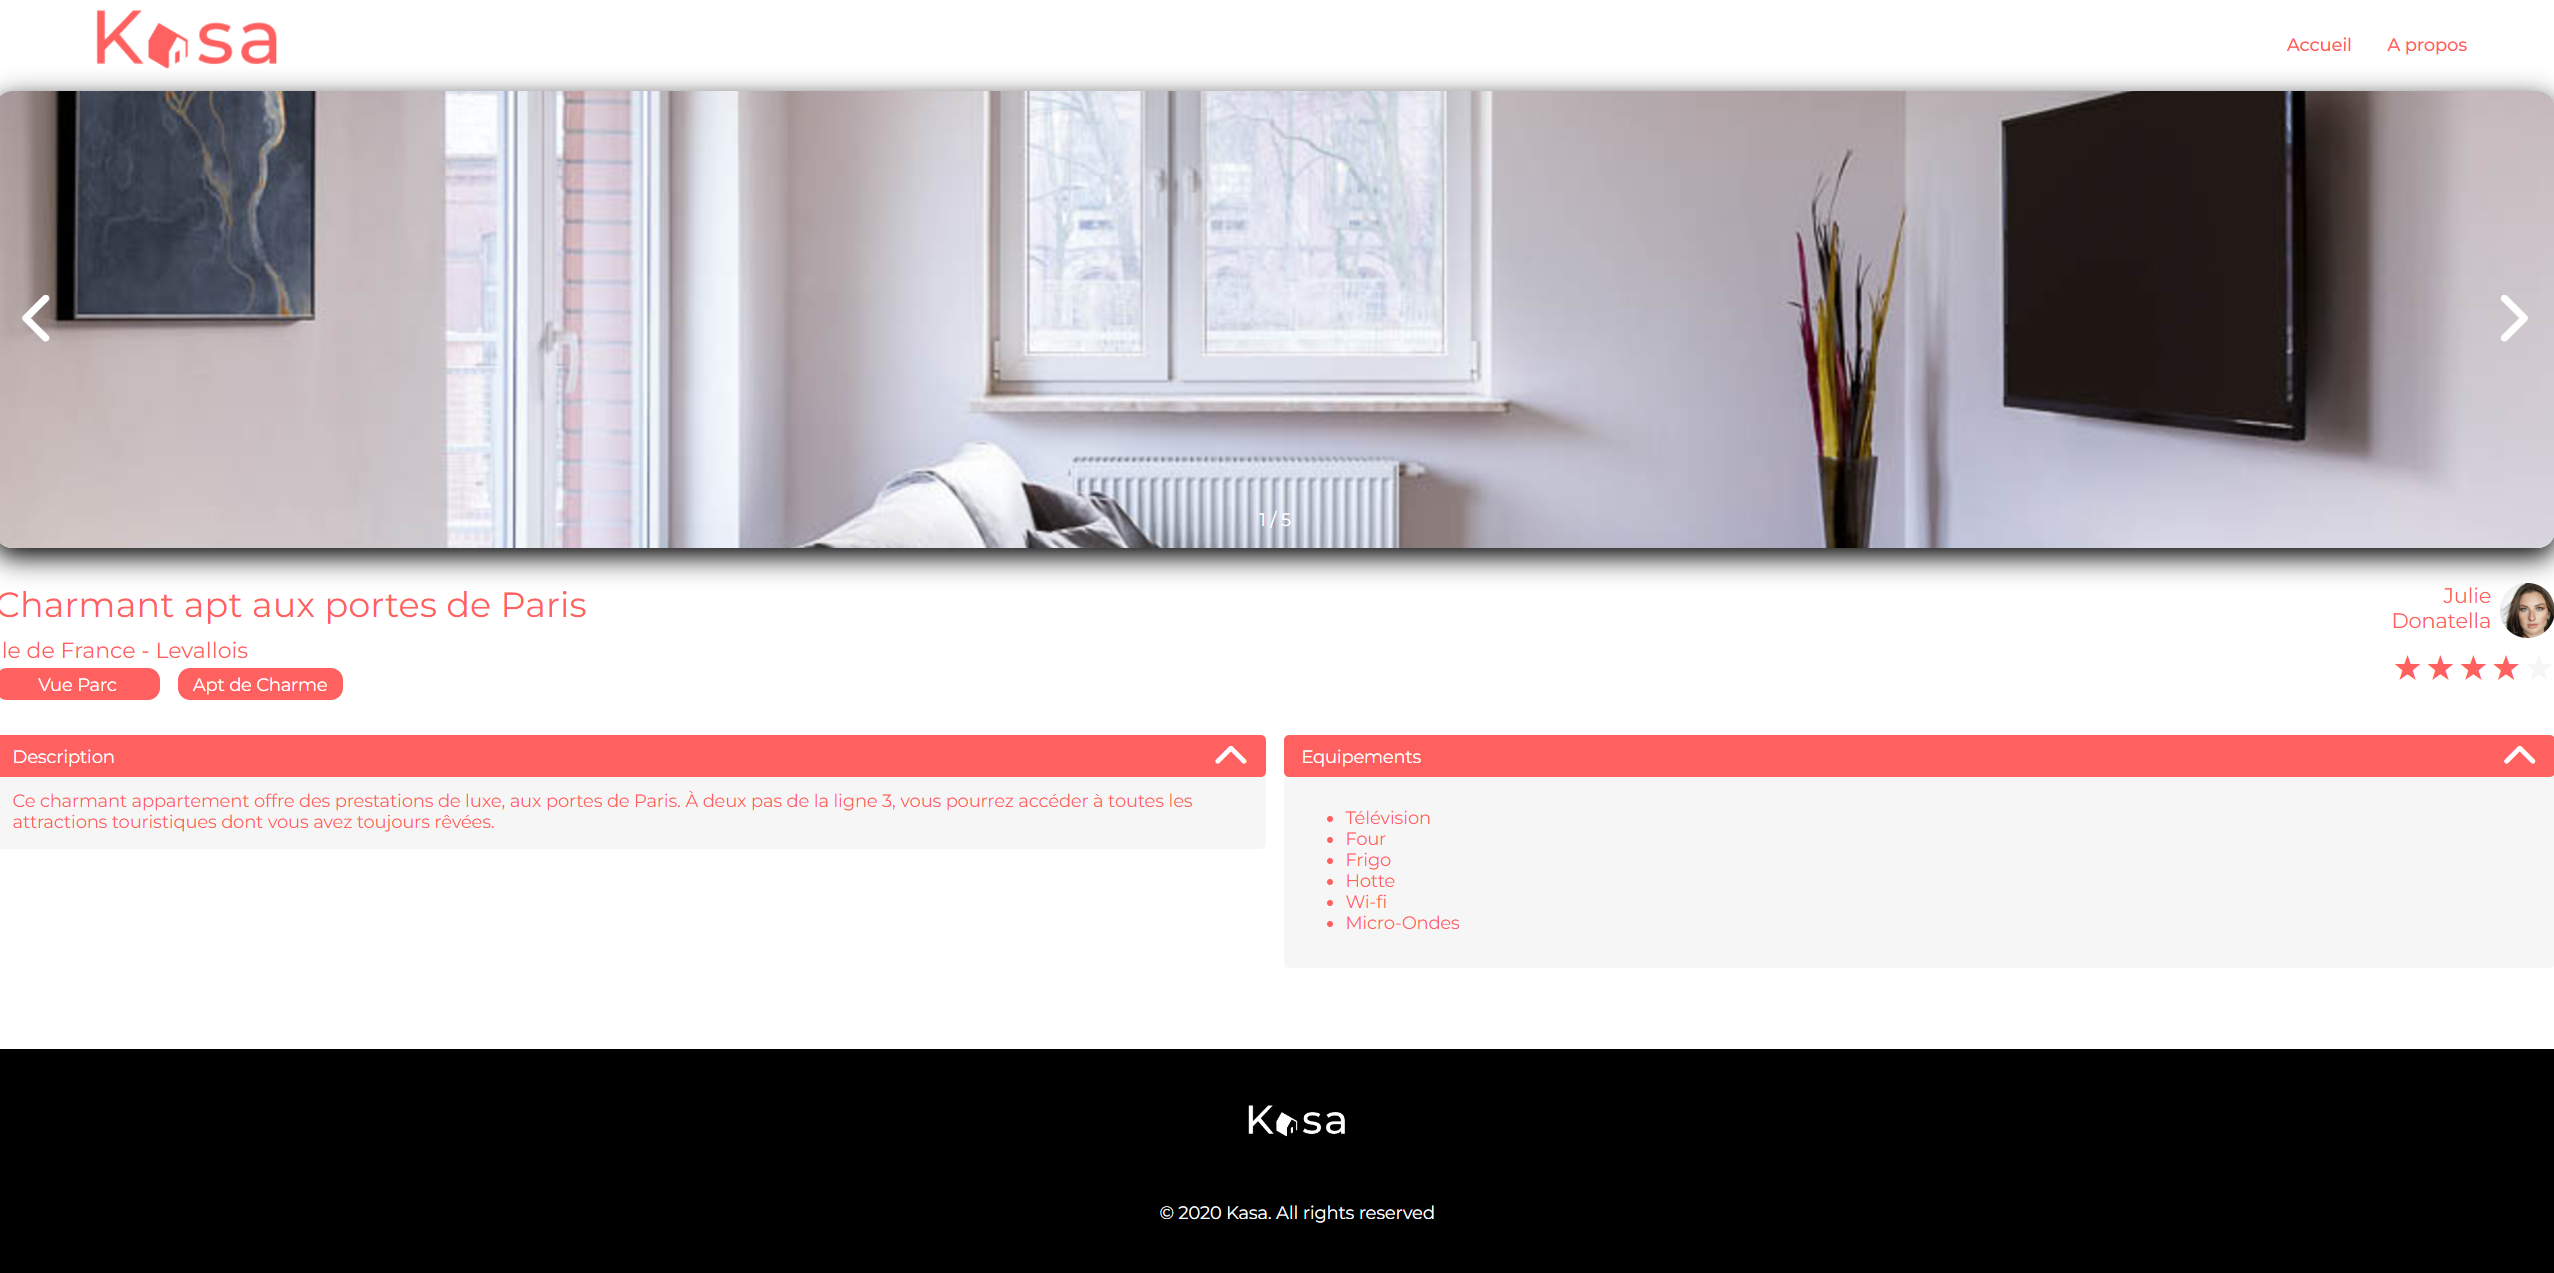 Kasa
Accueil
A propos
1 / 5
Charmant apt aux portes de Paris
le de France - Levallois
Vue Parc
Apt de Charme
Julie
Donatella
Description
Ce charmant appartement offre des prestations de luxe, aux portes de Paris. À deux pas de la ligne 3, vous pourrez accéder à toutes les
attractions touristiques dont vous avez toujours rêvées.
Equipements
Télévision
Four
Frigo
Hotte
Wi-fi
Micro-Ondes
Kasa
© 2020 Kasa. All rights reserved